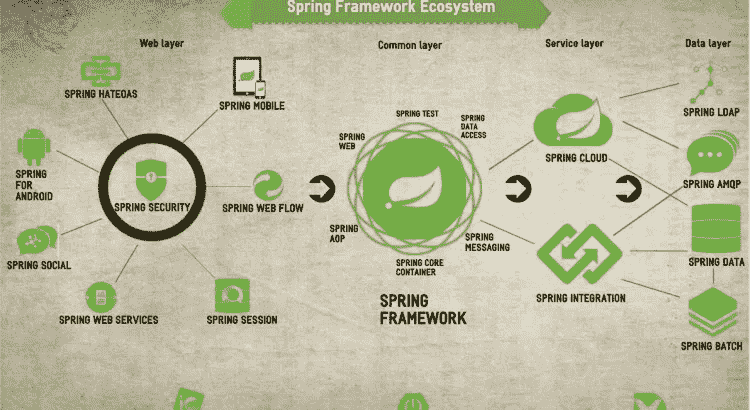 Spring Framework Ecosystem
Web layer
Common layer
Service layer
Data layer
SPRING HATEOAS
SPRING MOBILE
SPRING
FOR
ANDROID
SPRING SECURITY
SPRING WEB FLOW
SPRING SOCIAL
SPRING WEB SERVICES
SPRING SESSION
SPRING TEST
SPRING
DATA
ACCESS
SPRING
WEB
SPRING
AOP
SPRING
MESSAGING
SPRING CORE
CONTAINER
SPRING
FRAMEWORK
SPRING CLOUD
SPRING INTEGRATION
SPRING LDAP
SPRING AMQP
SPRING DATA
SPRING BATCH